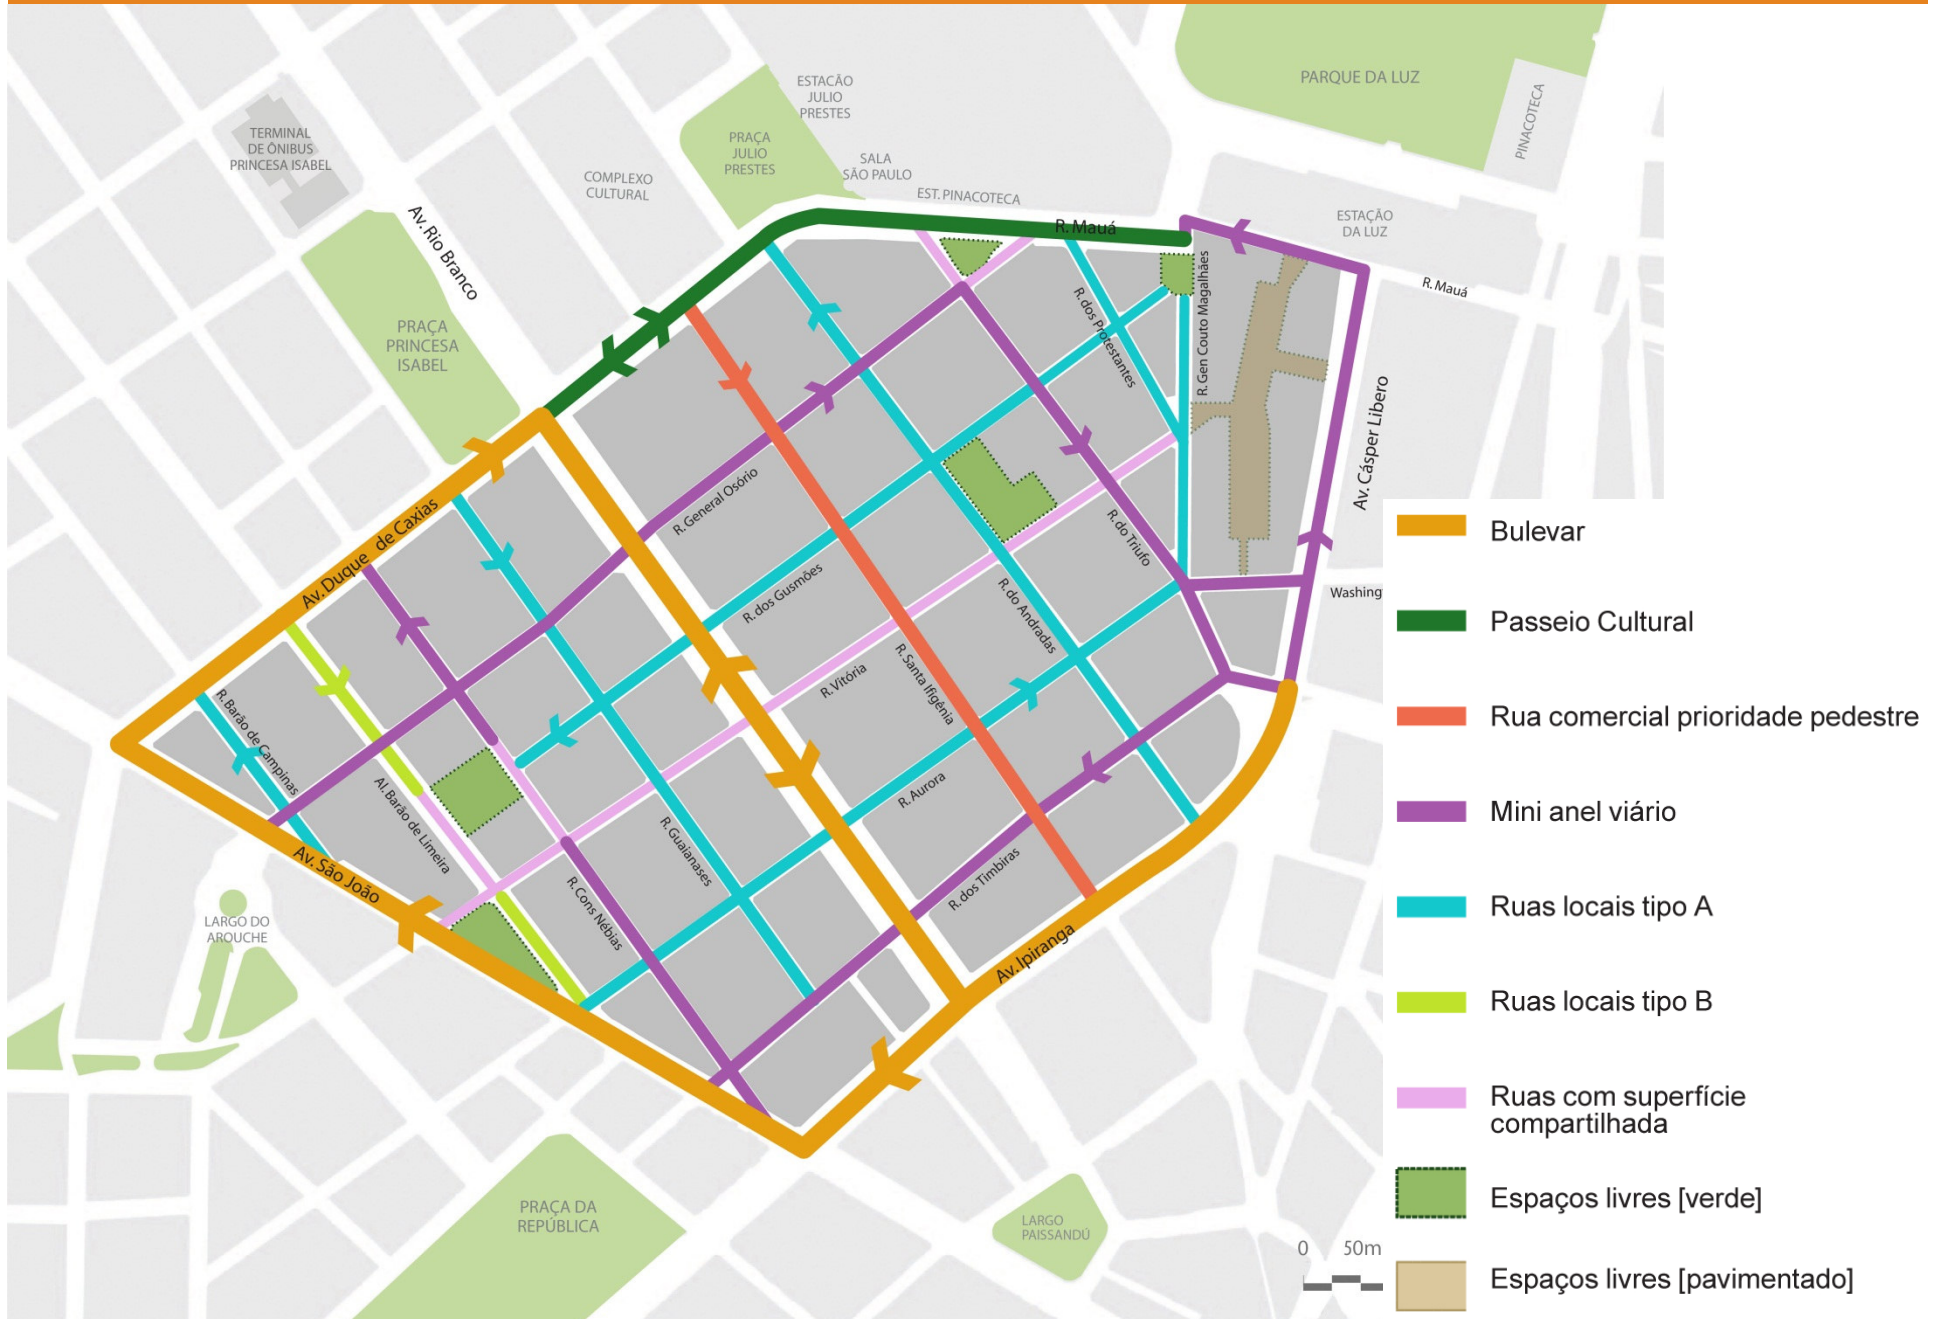 ESTACÃO
JULIO
PRESTES
PARQUE DA LUZ
PINACOTECA
TERMINAL
DE ÔNIBUS
PRINCESA ISABEL
PRAÇA
JULIO
PRESTES
SALA
SÃO PAULO
COMPLEXO
CULTURAL
EST. PINACOTECA
Av. Rio Branco
R. Mauá
ESTAÇÃO
DA LUZ
R. Mauá
PRAÇA
PRINCESA
ISABEL
R. dos Protestantes
R. Gen Couto Magalhães
Av. Cásper Libero
R. General Osório
R. do Triufo
Av. Duque de Caxias
R. dos Gusmões
R. do Andradas
Washing
R. Vitória
R. Santa Ifigênia
R. Barão de Campinas
Al. Barão de Limeira
R. Aurora
R. Guaianases
R. Cons Nébias
R. dos Timbiras
Av. São João
Av. Ipiranga
LARGO DO
AROUCHE
PRAÇA DA
REPÚBLICA
LARGO
PAISSANDÚ
0 50m
Bulevar
Passeio Cultural
Rua comercial prioridade pedestre
Mini anel viário
Ruas locais tipo A
Ruas locais tipo B
Ruas com superfície
compartilhada
Espaços livres [verde]
Espaços livres [pavimentado]